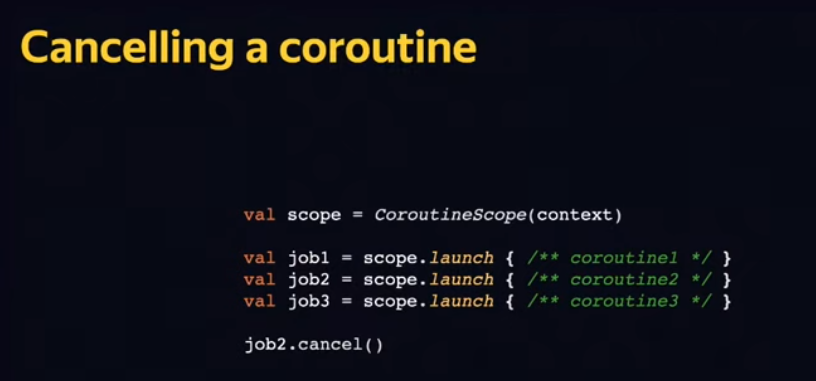 Cancelling a coroutine
val scope = CoroutineScope(context)
val job1 = scope.launch { /** coroutine1 */ }
val job2 = scope.launch { /** coroutine2 */ }
val job3 = scope.launch { /** coroutine3 */ }
job2.cancel()